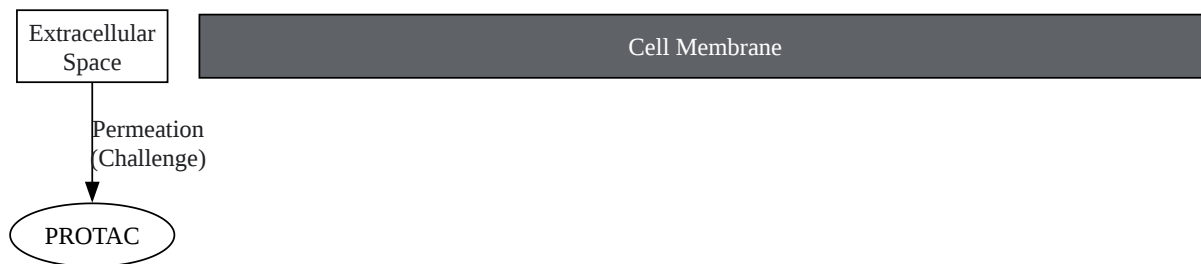 Extracellular
Space
Cell Membrane
Permeation
(Challenge)
PROTAC